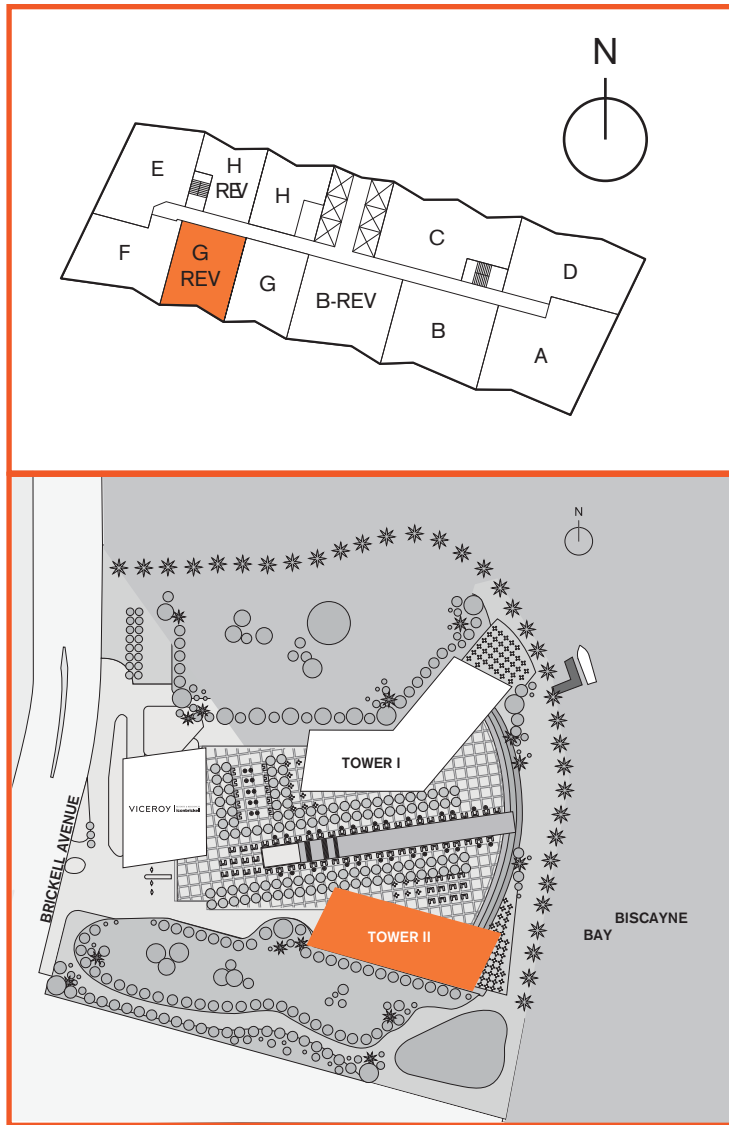 N
E
H
REV
H
C
D
F
G
REV
G
B-REV
B
A
N
TOWER I
VICEROY
BRICKELL AVENUE
TOWER II
BISCAYNE
BAY